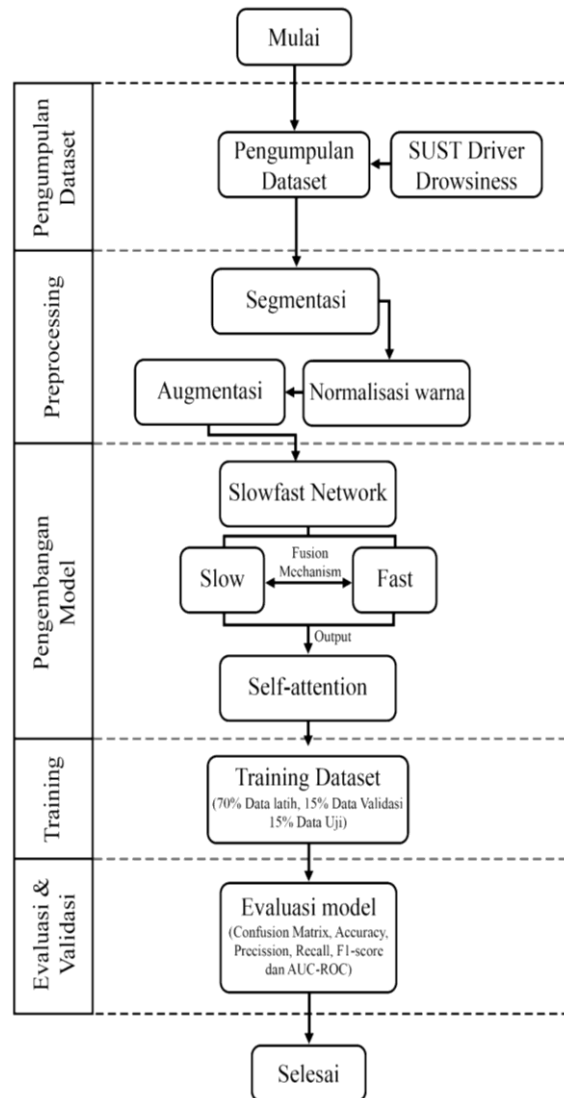 Mulai
Pengumpulan
Dataset
Pengumpulan
Dataset
SUST Driver
Drowsiness
Preprocessing
Segmentasi
Augmentasi
Normalisasi warna
Pengembangan
Model
Slowfast Network
Slow
Fusion
Mechanism
Fast
Output
Self-attention
Training
Training Dataset
(70% Data latih, 15% Data Validasi
15% Data Uji)
Evaluasi &
Validasi
Evaluasi model
(Confusion Matrix, Accuracy,
Precission, Recall, F1-score
dan AUC-ROC)
Selesai